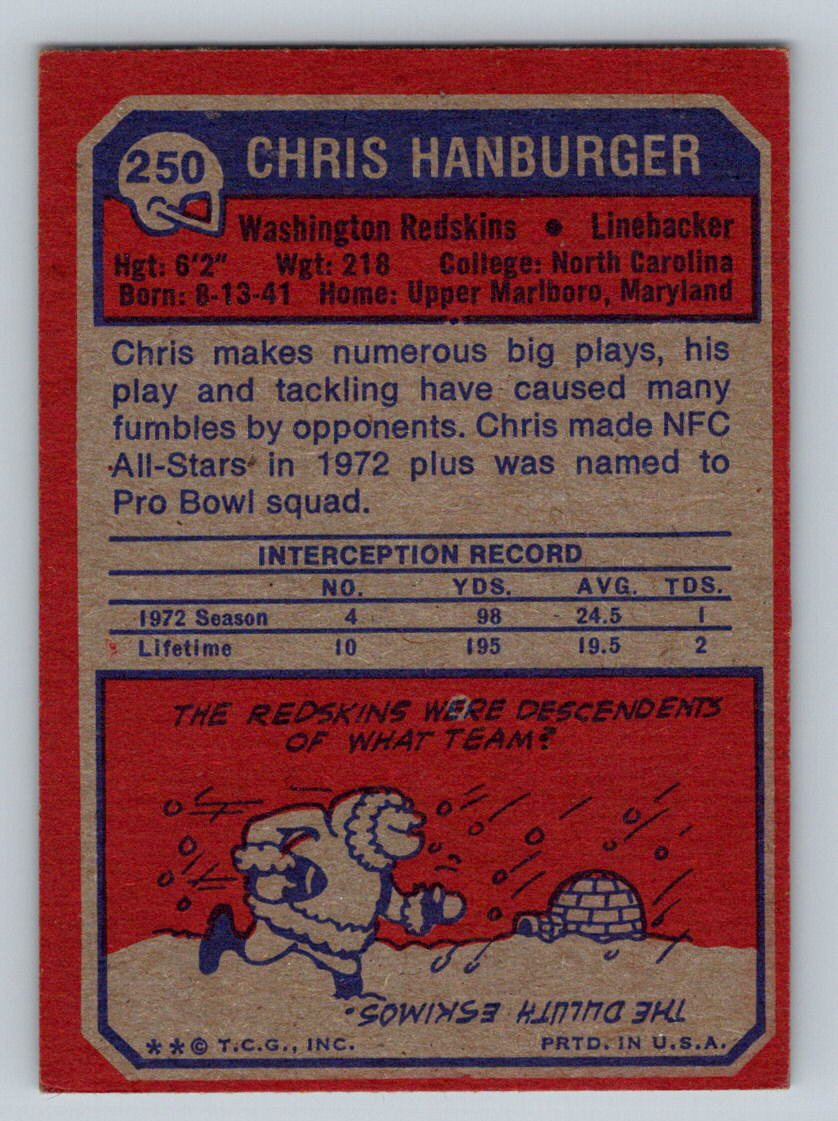 250 CHRIS HANBURGER
Washington Redskins • Linebacker
Hgt: 6'2" Wgt: 218 College: North Carolina
Born: 8-13-41 Home: Upper Marlboro, Maryland
Chris makes numerous big plays, his
play and tackling have caused many
fumbles by opponents. Chris made NFC
All-Stars in 1972 plus was named to
Pro Bowl squad.
INTERCEPTION RECORD
NO. YDS. AVG. TDS.
1972 Season 4 98 24.5 1
Lifetime 10 195 19.5 2
THE REDSKINS WERE DESCENDENTS
OF WHAT TEAM?
THE DULUTH ESKIMOS.
**© T.C.G., INC. PRTD. IN U.S.A.